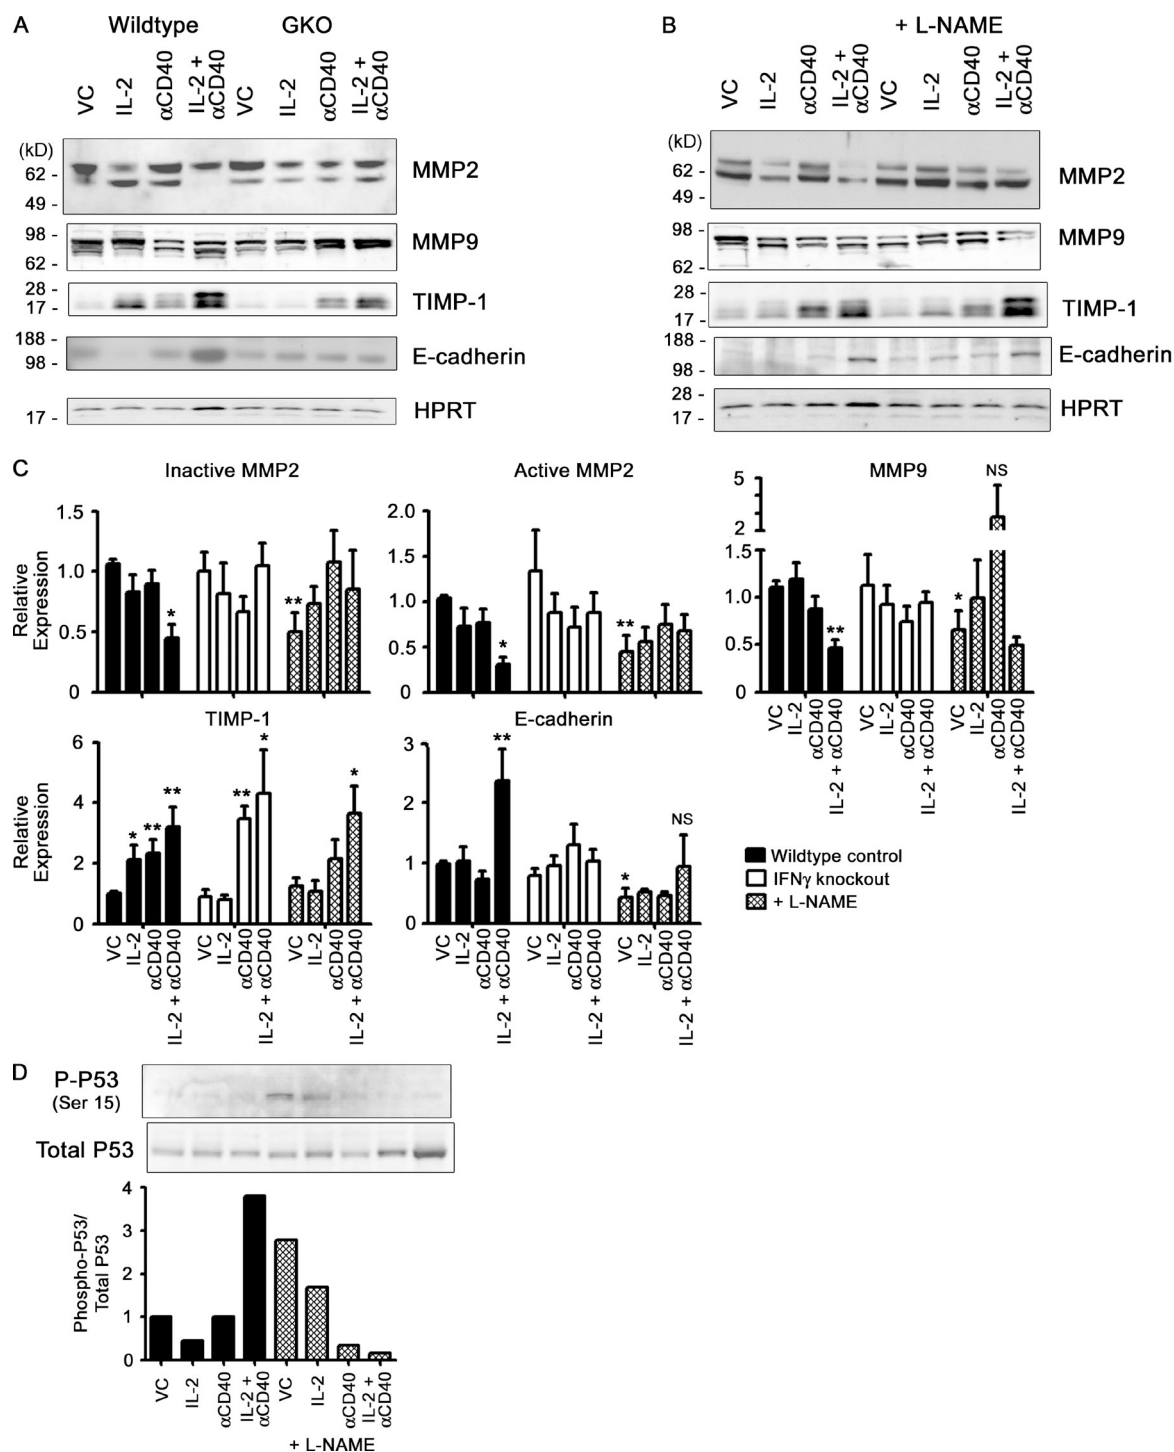 A
Wildtype
GKO
VC
IL-2
αCD40
IL-2 +
αCD40
VC
IL-2
αCD40
IL-2 +
αCD40
(kD)
62 -
49 -
MMP2
98 -
62 -
MMP9
28 -
17 -
TIMP-1
188 -
98 -
E-cadherin
17 -
HPRT
B
+ L-NAME
VC
IL-2
αCD40
IL-2 +
αCD40
VC
IL-2
αCD40
IL-2 +
αCD40
(kD)
62 -
49 -
MMP2
98 -
62 -
MMP9
28 -
17 -
TIMP-1
188 -
98 -
E-cadherin
28 -
17 -
HPRT
C
Inactive MMP2
Relative
Expression
1.5
1.0
0.5
0
*
**
Active MMP2
2.0
1.5
1.0
0.5
0
*
**
MMP9
5
2
1.5
1.0
0.5
0
**
*
NS
VC
IL-2
αCD40
IL-2 + αCD40
VC
IL-2
αCD40
IL-2 + αCD40
VC
IL-2
αCD40
IL-2 + αCD40
TIMP-1
Relative
Expression
6
4
2
0
*
**
**
**
*
*
VC
IL-2
αCD40
IL-2 + αCD40
VC
IL-2
αCD40
IL-2 + αCD40
VC
IL-2
αCD40
IL-2 + αCD40
E-cadherin
3
2
1
0
**
*
NS
VC
IL-2
αCD40
IL-2 + αCD40
VC
IL-2
αCD40
IL-2 + αCD40
VC
IL-2
αCD40
IL-2 + αCD40
Wildtype control
IFNγ knockout
+ L-NAME
D
P-P53
(Ser 15)
Total P53
Phospho-P53/
Total P53
4
3
2
1
0
VC
IL-2
αCD40
IL-2 +
αCD40
VC
IL-2
αCD40
IL-2 +
αCD40
+ L-NAME